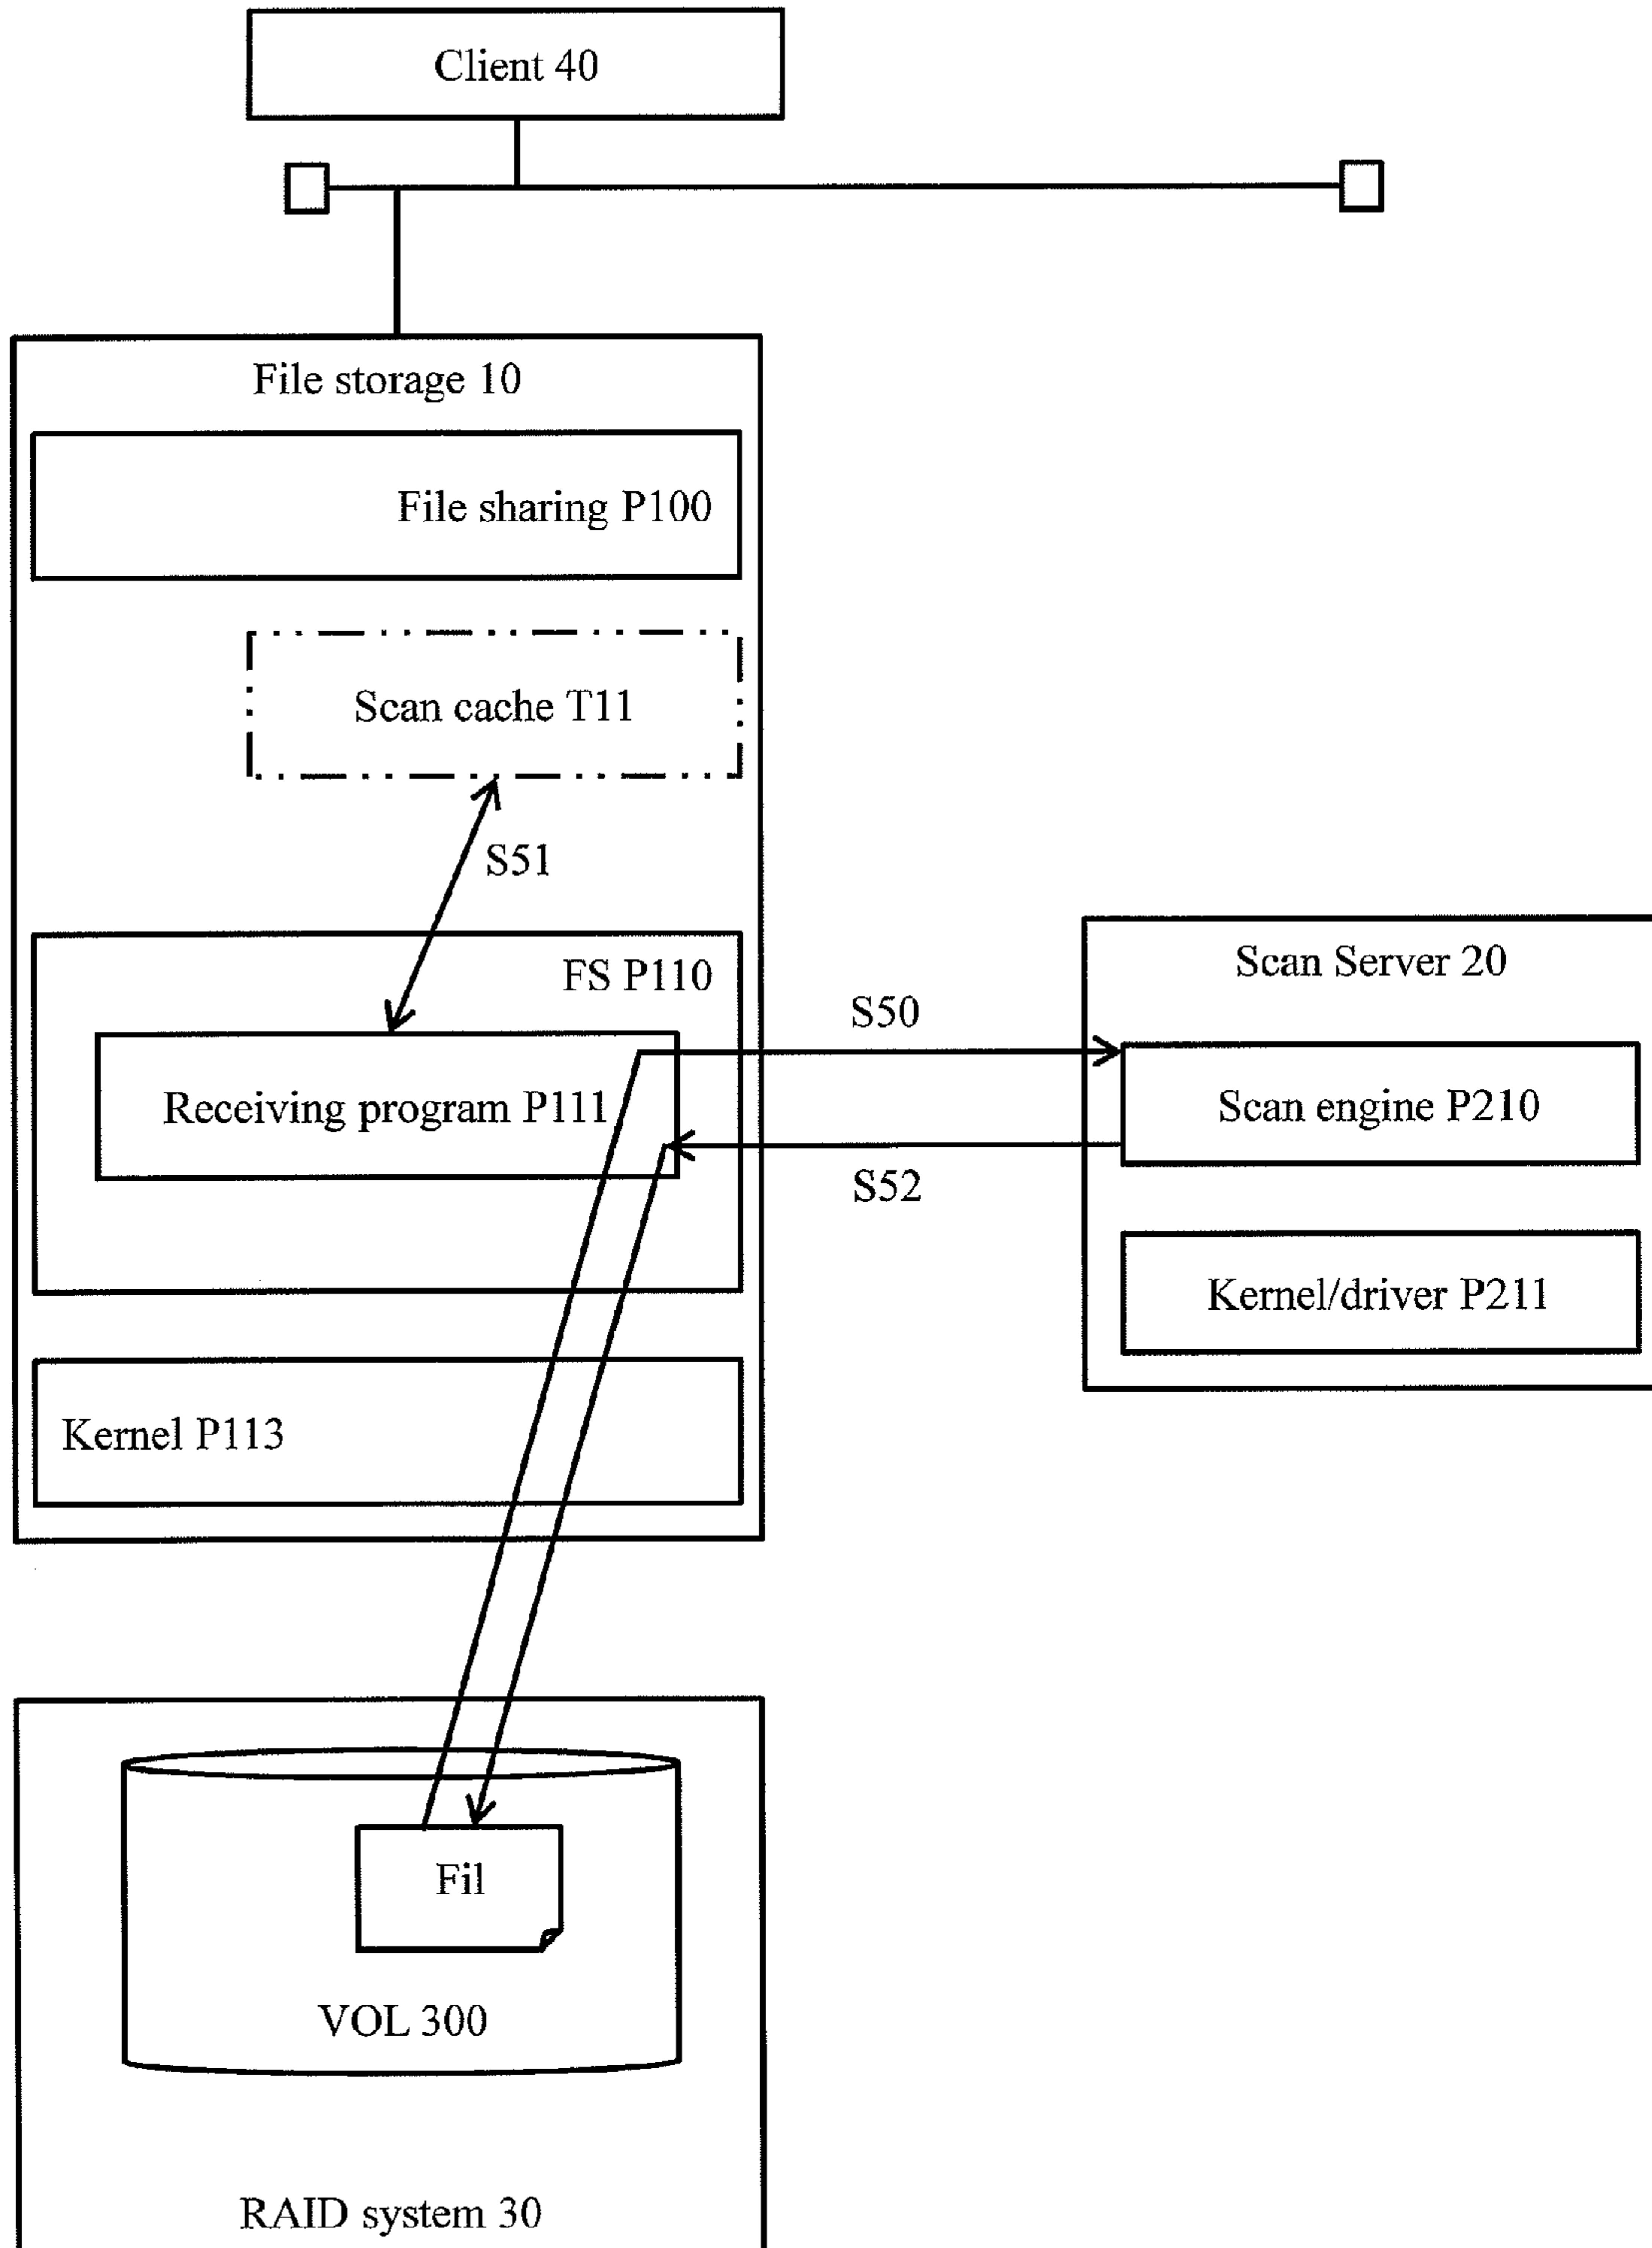 Client 40
File storage 10
File sharing P100
Scan cache T11
S51
FS P110
Receiving program P111
S50
S52
Scan Server 20
Scan engine P210
Kernel/driver P211
Kernel P113
Fil
VOL 300
RAID system 30